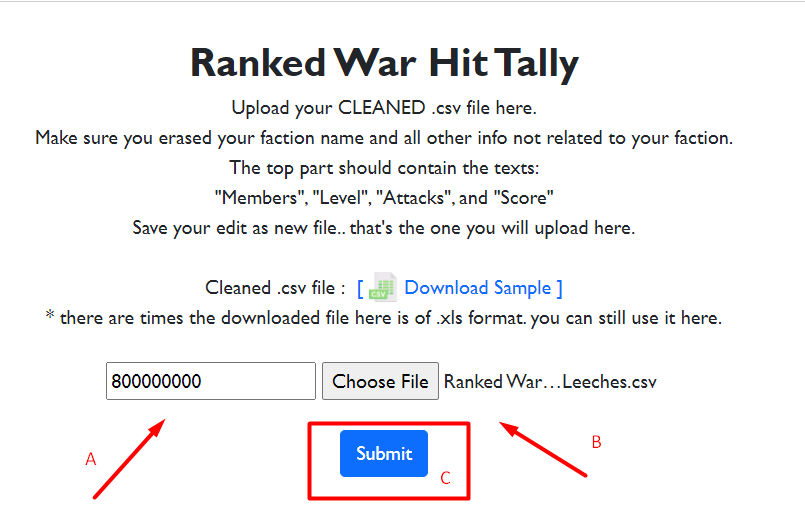 Ranked War Hit Tally
Upload your CLEANED .csv file here.
Make sure you erased your faction name and all other info not related to your faction.
The top part should contain the texts:
"Members", "Level", "Attacks", and "Score"
Save your edit as new file.. that's the one you will upload here.
Cleaned .csv file : [ CSV Download Sample ]
* there are times the downloaded file here is of .xls format. you can still use it here.
800000000 Choose File Ranked War…Leeches.csv
A
B
Submit
C